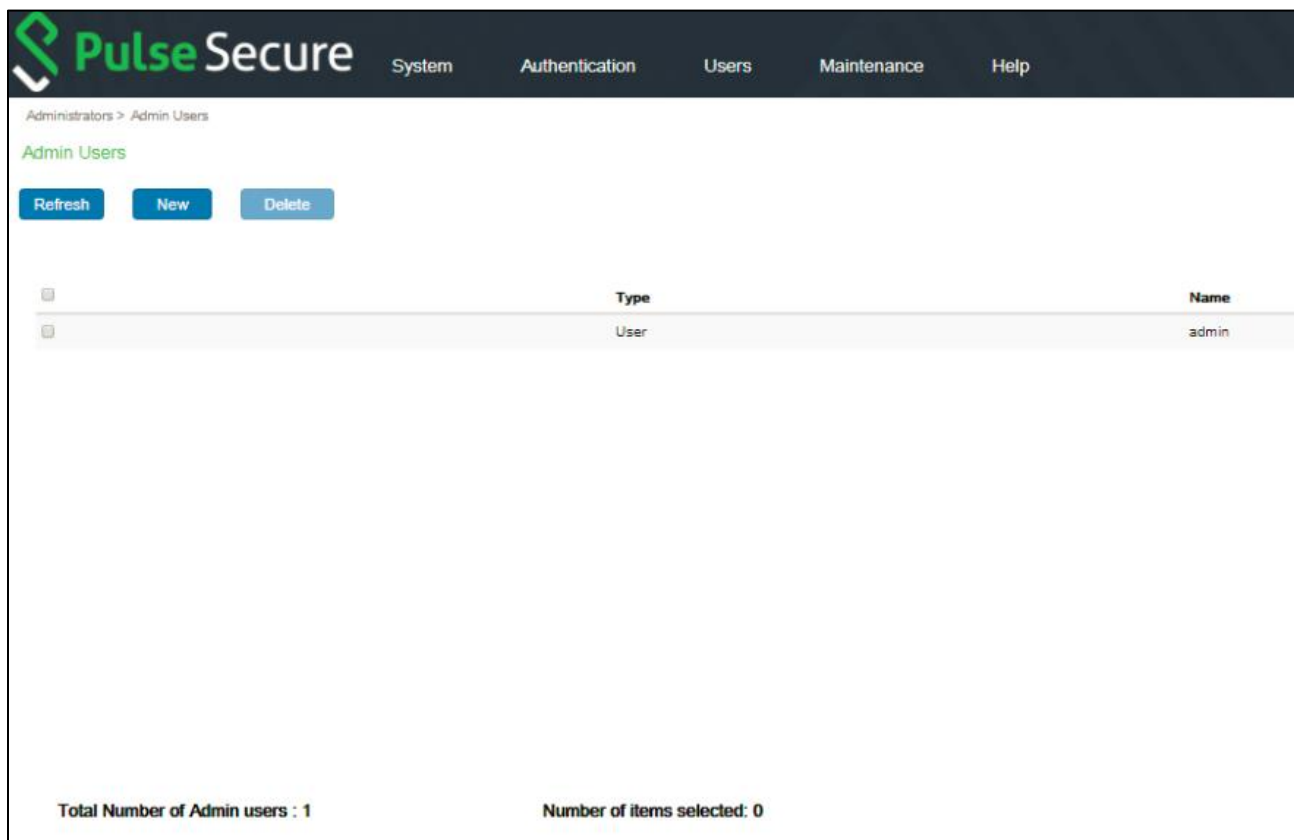 Pulse Secure System Authentication Users Maintenance Help
Administrators > Admin Users
Admin Users
Refresh New Delete
Type Name
User admin
Total Number of Admin users : 1 Number of items selected: 0